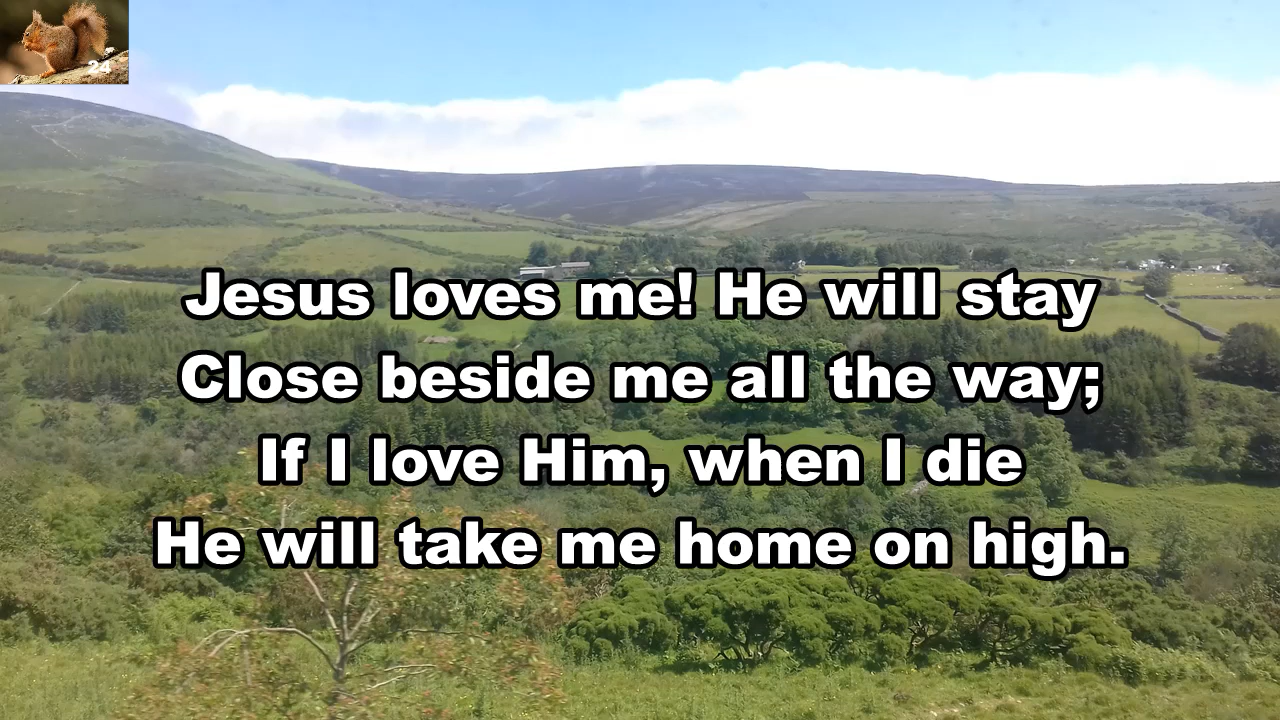 24
Jesus loves me! He will stay
Close beside me all the way;
If I love Him, when I die
He will take me home on high.